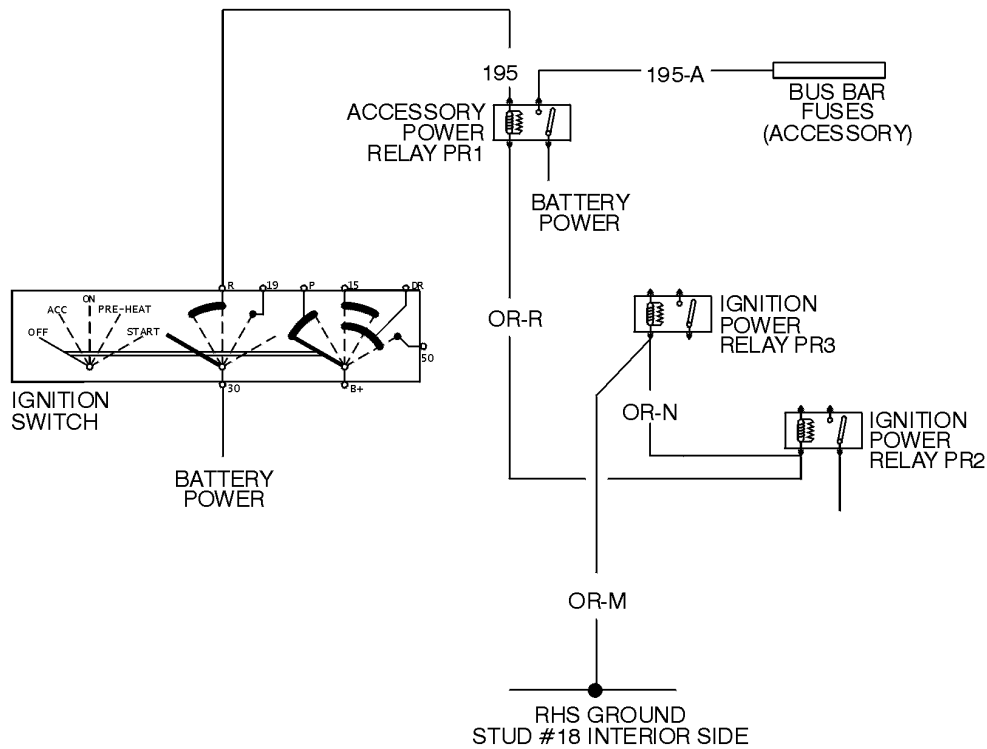 195
195-A
BUS BAR
FUSES
(ACCESSORY)
ACCESSORY
POWER
RELAY PR1
BATTERY
POWER
R
19
P
15
DR
OFF
ACC
ON
PRE-HEAT
START
50
30
B+
IGNITION
SWITCH
BATTERY
POWER
OR-R
IGNITION
POWER
RELAY PR3
OR-N
IGNITION
POWER
RELAY PR2
OR-M
RHS GROUND
STUD #18 INTERIOR SIDE